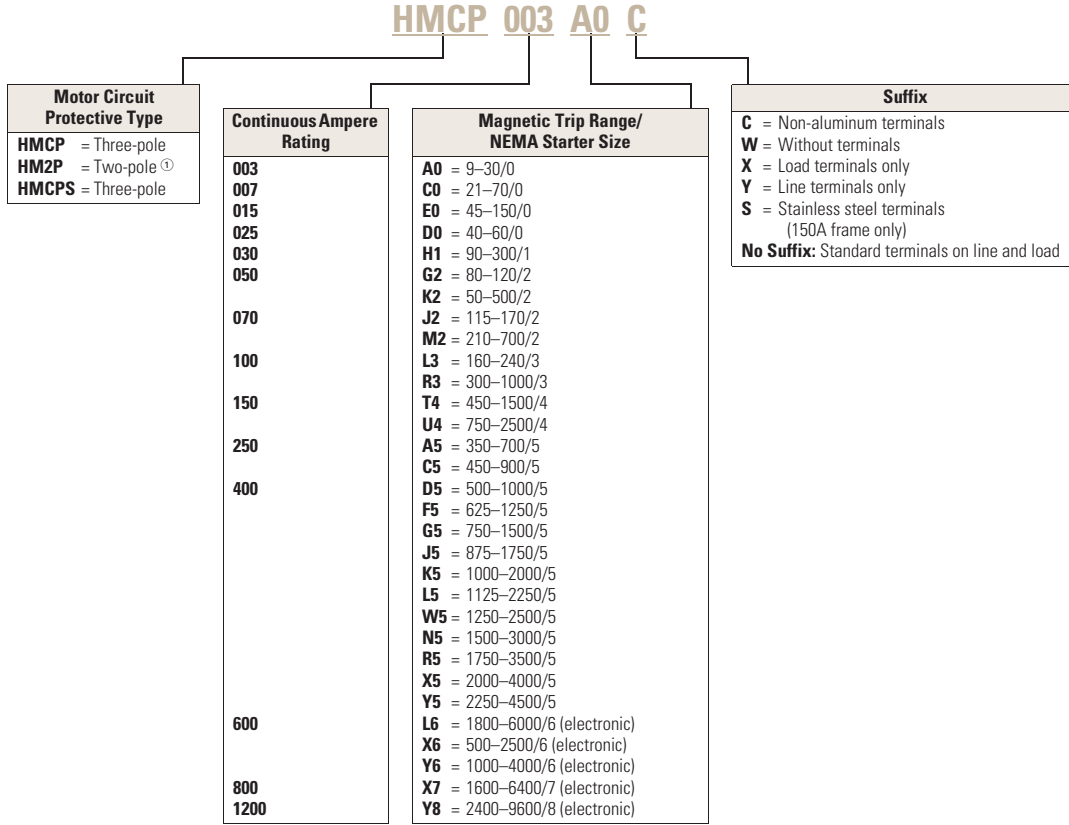 HMCP 003 A0 C
Motor Circuit
Protective Type
HMCP = Three-pole
HM2P = Two-pole ①
HMCPS = Three-pole
Continuous Ampere
Rating
003
007
015
025
030
050
070
100
150
250
400
600
800
1200
Magnetic Trip Range/
NEMA Starter Size
A0 = 9–30/0
C0 = 21–70/0
E0 = 45–150/0
D0 = 40–60/0
H1 = 90–300/1
G2 = 80–120/2
K2 = 50–500/2
J2 = 115–170/2
M2 = 210–700/2
L3 = 160–240/3
R3 = 300–1000/3
T4 = 450–1500/4
U4 = 750–2500/4
A5 = 350–700/5
C5 = 450–900/5
D5 = 500–1000/5
F5 = 625–1250/5
G5 = 750–1500/5
J5 = 875–1750/5
K5 = 1000–2000/5
L5 = 1125–2250/5
W5 = 1250–2500/5
N5 = 1500–3000/5
R5 = 1750–3500/5
X5 = 2000–4000/5
Y5 = 2250–4500/5
L6 = 1800–6000/6 (electronic)
X6 = 500–2500/6 (electronic)
Y6 = 1000–4000/6 (electronic)
X7 = 1600–6400/7 (electronic)
Y8 = 2400–9600/8 (electronic)
Suffix
C = Non-aluminum terminals
W = Without terminals
X = Load terminals only
Y = Line terminals only
S = Stainless steel terminals
(150A frame only)
No Suffix: Standard terminals on line and load